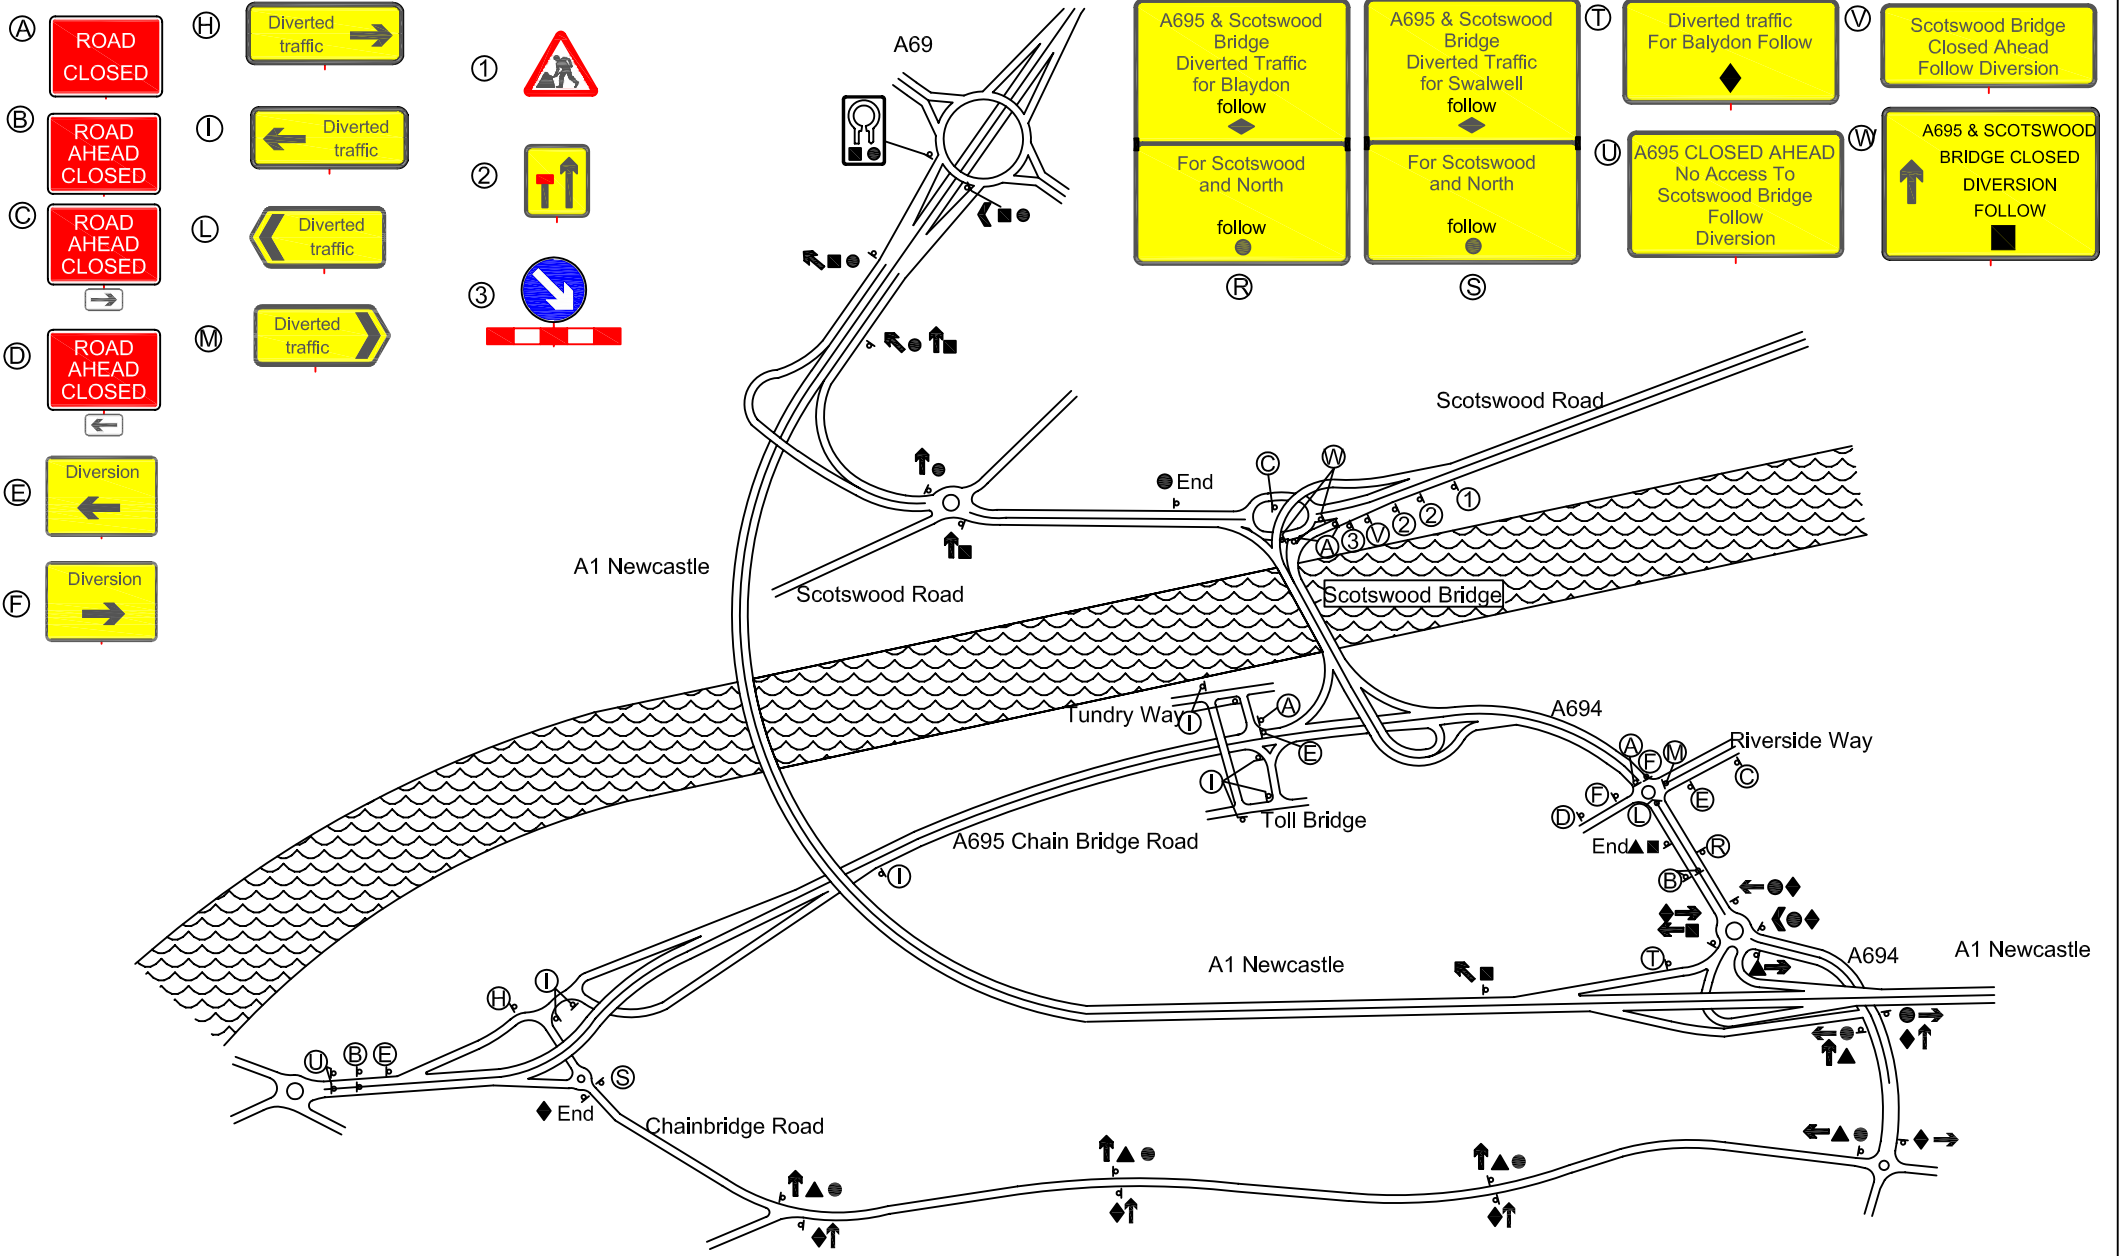 A
ROAD
CLOSED
B
ROAD
AHEAD
CLOSED
C
ROAD
AHEAD
CLOSED
D
ROAD
AHEAD
CLOSED
E
Diversion
F
Diversion
H
Diverted
traffic
I
Diverted
traffic
L
Diverted
traffic
M
Diverted
traffic
1
2
3
A695 & Scotswood
Bridge
Diverted Traffic
for Blaydon
follow
For Scotswood
and North
follow
R
A695 & Scotswood
Bridge
Diverted Traffic
for Swalwell
follow
For Scotswood
and North
follow
S
T
Diverted traffic
For Balydon Follow
U
A695 CLOSED AHEAD
No Access To
Scotswood Bridge
Follow
Diversion
V
Scotswood Bridge
Closed Ahead
Follow Diversion
W
A695 & SCOTSWOOD
BRIDGE CLOSED
DIVERSION
FOLLOW
A69
Scotswood Road
C
W
End
1
2
2
V
3
A
A1 Newcastle
Scotswood Road
Scotswood Bridge
Tundry Way
I
A
E
I
Toll Bridge
A694
Riverside Way
A
F
M
C
F
E
D
L
End
R
B
A695 Chain Bridge Road
I
A1 Newcastle
T
A694
A1 Newcastle
H
I
U
B
E
S
End
Chainbridge Road